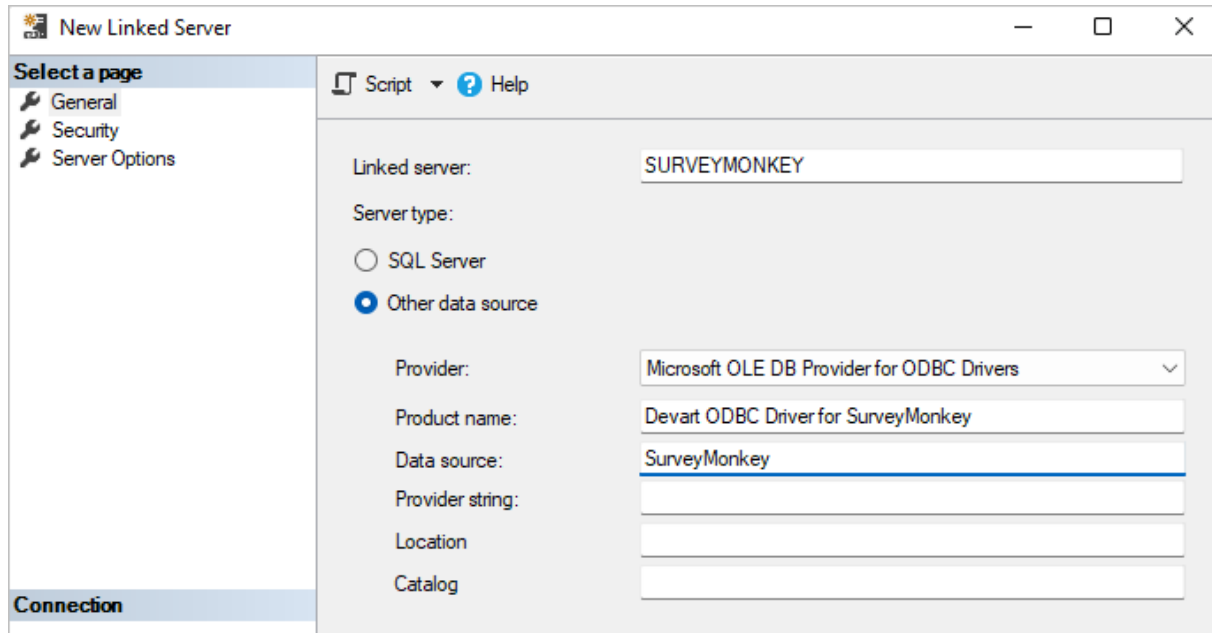 New Linked Server
Select a page
General
Security
Server Options
Connection
Script
Help
Linked server: SURVEYMONKEY
Server type:
SQL Server
Other data source
Provider: Microsoft OLE DB Provider for ODBC Drivers
Product name: Devart ODBC Driver for SurveyMonkey
Data source: SurveyMonkey
Provider string:
Location
Catalog